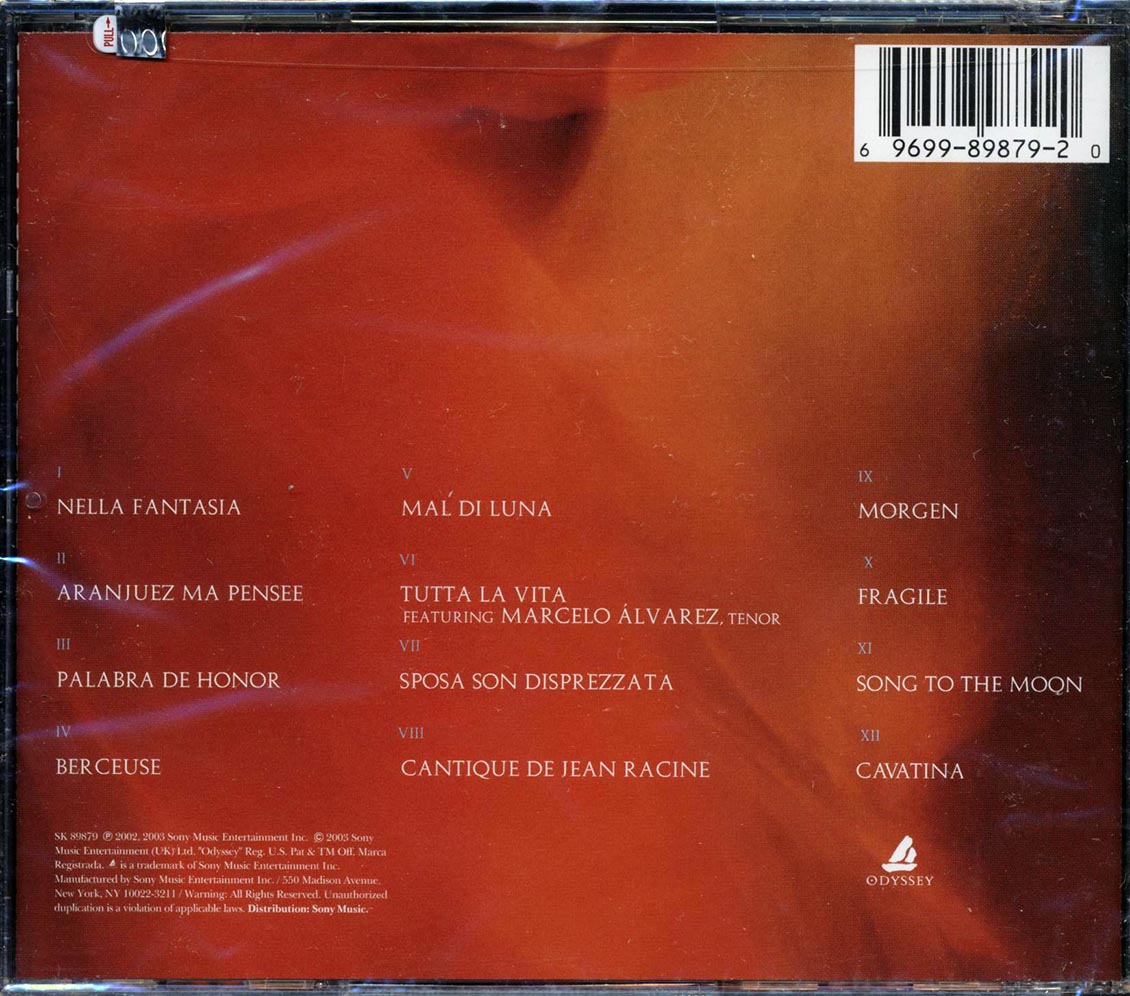 PULL→
6 96699-89879-2 0
I
NELLA FANTASIA
II
ARANJUEZ MA PENSEE
III
PALABRA DE HONOR
IV
BERCEUSE
V
MAL DI LUNA
VI
TUTTA LA VITA
FEATURING MARCELO ÁLVAREZ, TENOR
VII
SPOSA SON DISPREZZATA
VIII
CANTIQUE DE JEAN RACINE
IX
MORGEN
X
FRAGILE
XI
SONG TO THE MOON
XII
CAVATINA
SK 89879 ℗ 2002, 2003 Sony Music Entertainment Inc. © 2003 Sony
Music Entertainment (UK) Ltd. "Odyssey" Reg. U.S. Pat & TM Off. Marca
Registrada. is a trademark of Sony Music Entertainment Inc.
Manufactured by Sony Music Entertainment Inc. / 550 Madison Avenue,
New York, NY 10022-3211 / Warning: All Rights Reserved. Unauthorized
duplication is a violation of applicable laws. Distribution: Sony Music.
ODYSSEY